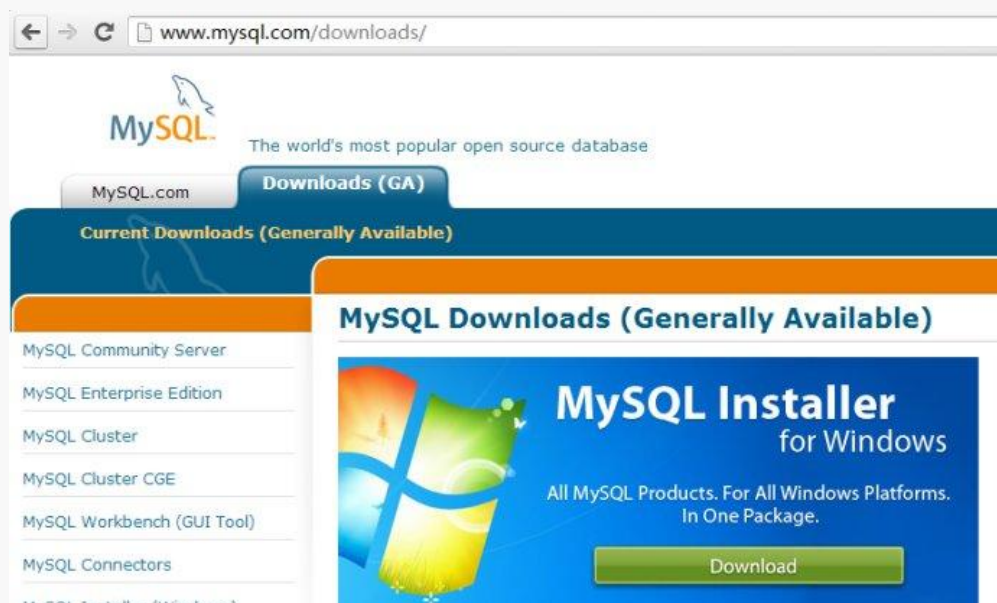 www.mysql.com/downloads/
MySQL
The world's most popular open source database
MySQL.com
Downloads (GA)
Current Downloads (Generally Available)
MySQL Downloads (Generally Available)
MySQL Community Server
MySQL Enterprise Edition
MySQL Cluster
MySQL Cluster CGE
MySQL Workbench (GUI Tool)
MySQL Connectors
MySQL Installer
for Windows
All MySQL Products. For All Windows Platforms.
In One Package.
Download